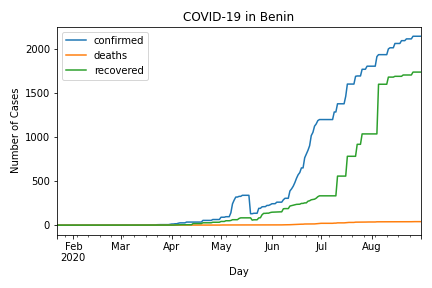 COVID-19 in Benin
confirmed
deaths
recovered
Number of Cases
2000
1500
1000
500
0
Feb Mar Apr May Jun Jul Aug
2020
Day